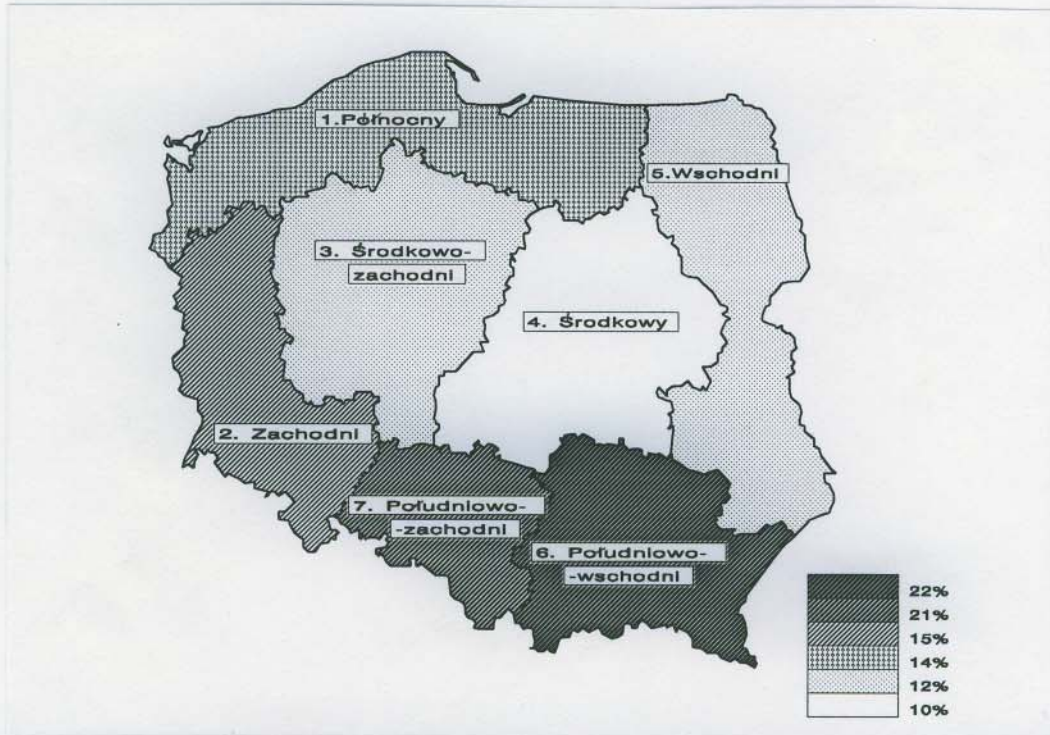 1.Północny
5.Wschodni
3. Środkowo-
zachodni
4. Środkowy
2. Zachodni
7. Południowo-
-zachodni
6. Południowo-
-wschodni
22%
21%
15%
14%
12%
10%